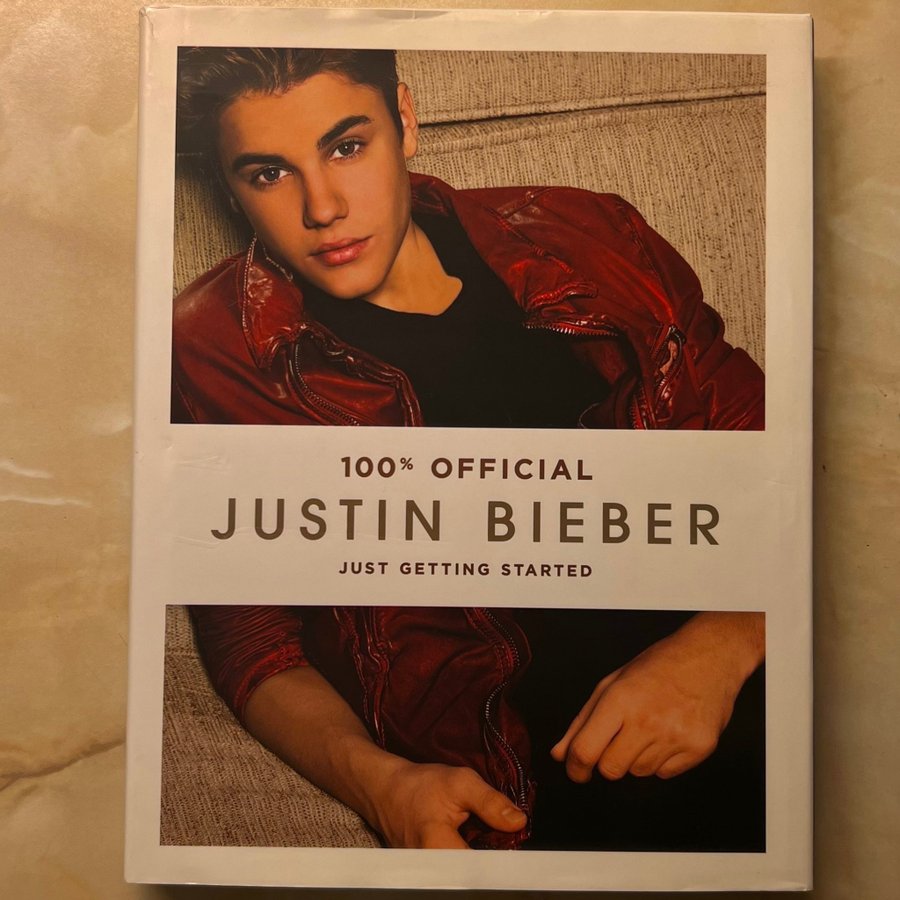 100% OFFICIAL
JUSTIN BIEBER
JUST GETTING STARTED